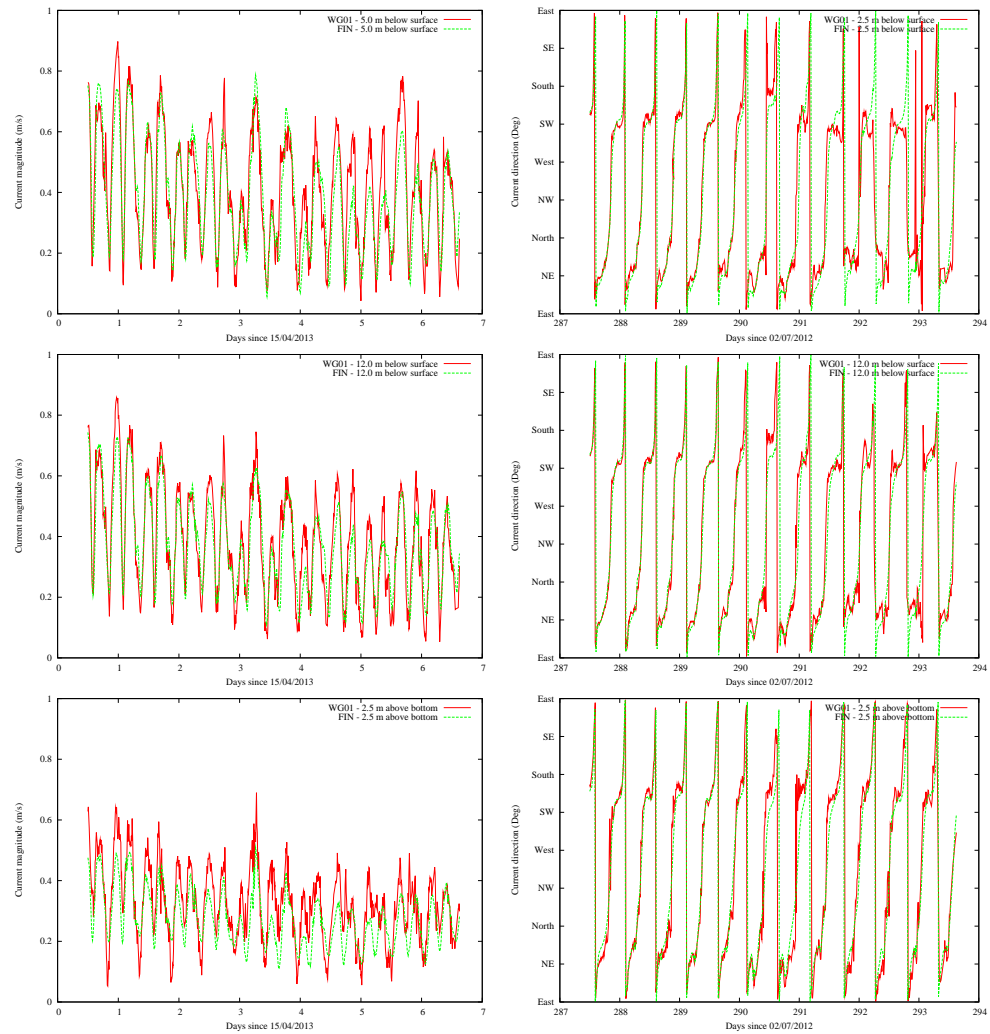 WG01 - 5.0 m below surface
FIN - 5.0 m below surface
Current magnitude (m/s)
1
0.8
0.6
0.4
0.2
0
0 1 2 3 4 5 6 7
Days since 15/04/2013
WG01 - 2.5 m below surface
FIN - 2.5 m below surface
Current direction (Deg)
East
SE
South
SW
West
NW
North
NE
East
287 288 289 290 291 292 293 294
Days since 02/07/2012
WG01 - 12.0 m below surface
FIN - 12.0 m below surface
Current magnitude (m/s)
1
0.8
0.6
0.4
0.2
0
0 1 2 3 4 5 6 7
Days since 15/04/2013
WG01 - 12.0 m below surface
FIN - 12.0 m below surface
Current direction (Deg)
East
SE
South
SW
West
NW
North
NE
East
287 288 289 290 291 292 293 294
Days since 02/07/2012
WG01 - 2.5 m above bottom
FIN - 2.5 m above bottom
Current magnitude (m/s)
1
0.8
0.6
0.4
0.2
0
0 1 2 3 4 5 6 7
Days since 15/04/2013
WG01 - 2.5 m above bottom
FIN - 2.5 m above bottom
Current direction (Deg)
East
SE
South
SW
West
NW
North
NE
East
287 288 289 290 291 292 293 294
Days since 02/07/2012